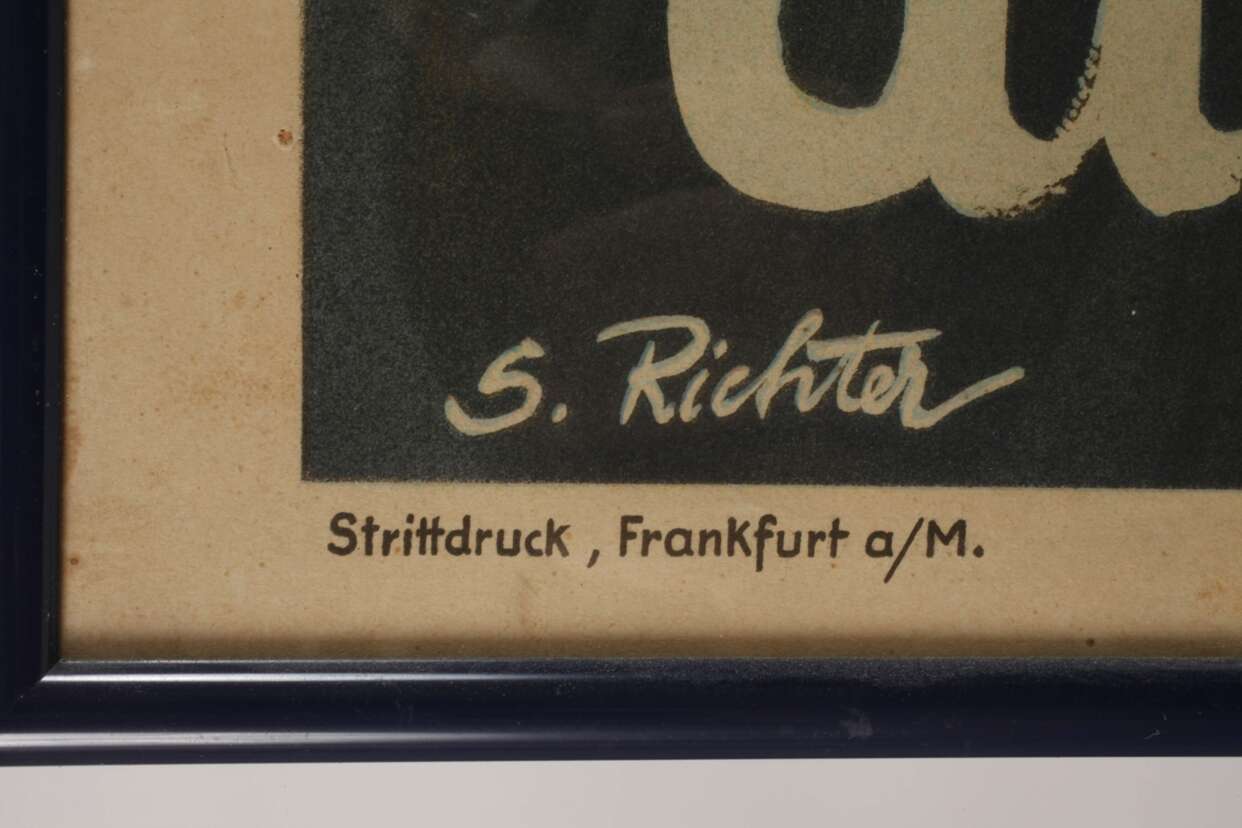 S. Richter
Strittdruck, Frankfurt a/M.